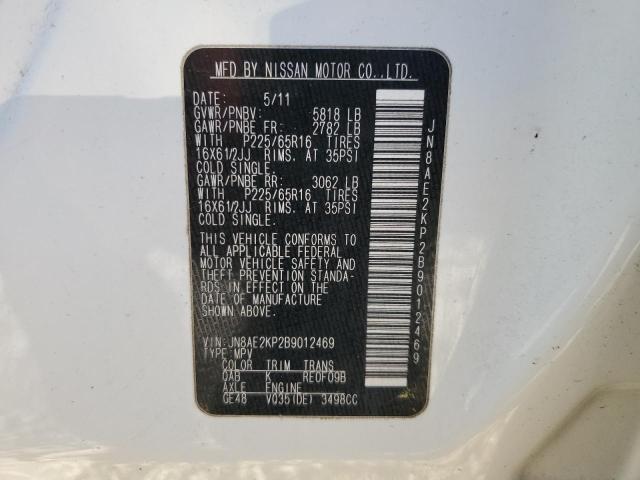 MFD BY NISSAN MOTOR CO.,LTD.
DATE: 5/11
GVWR/PNBV: 5818 LB
GAWR/PNBE FR: 2782 LB
WITH P225/65R16 TIRES
16X61/2JJ RIMS. AT 35PSI
COLD SINGLE.
GAWR/PNBE RR: 3062 LB
WITH P225/65R16 TIRES
16X61/2JJ RIMS. AT 35PSI
COLD SINGLE.
THIS VEHICLE CONFORMS TO
ALL APPLICABLE FEDERAL
MOTOR VEHICLE SAFETY AND
THEFT PREVENTION STANDA-
RDS IN EFFECT ON THE
DATE OF MANUFACTURE
SHOWN ABOVE.
VIN: JN8AE2KP2B9012469
TYPE: MPV
COLOR TRIM TRANS
QAB K RE0F09B
AXLE ENGINE
GE48 VQ35(DE) 3498CC
JN8AE2KP2B9012469